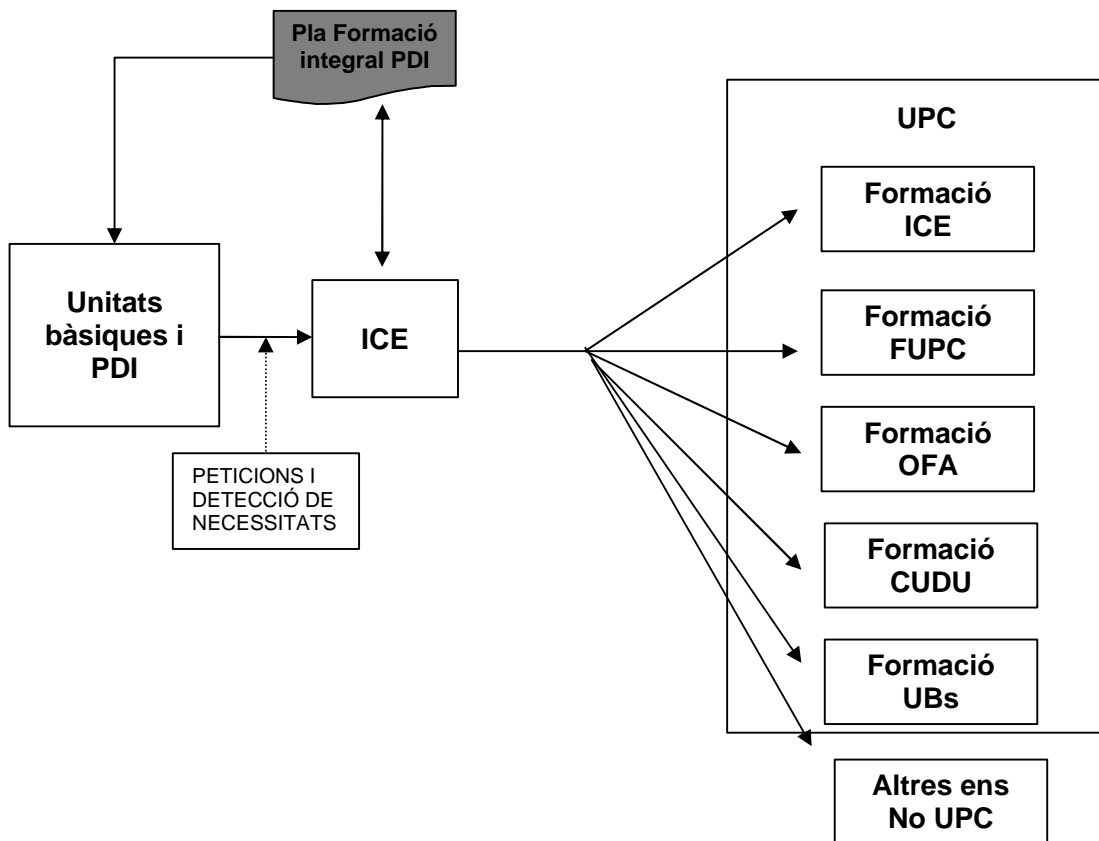 Pla Formació
integral PDI
UPC
Formació
ICE
Unitats
bàsiques i
PDI
ICE
Formació
FUPC
Formació
OFA
PETICIONS I
DETECCIÓ DE
NECESSITATS
Formació
CUDU
Formació
UBs
Altres ens
No UPC